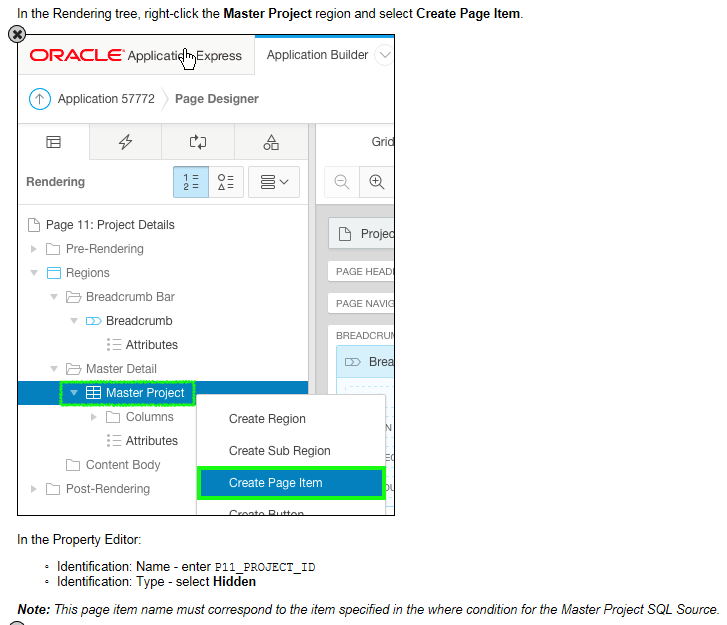 In the Rendering tree, right-click the Master Project region and select Create Page Item.
ORACLE Application Express
Application Builder
Application 57772
Page Designer
Grid
Rendering
Page 11: Project Details
Projec
Pre-Rendering
Regions
PAGE HEAD
Breadcrumb Bar
PAGE NAVIG
Breadcrumb
BREADCRUM
Attributes
Brea
Master Detail
Master Project
Columns
Create Region
Attributes
Create Sub Region
Content Body
Post-Rendering
Create Page Item
Create Button
In the Property Editor:
◦ Identification: Name - enter P11_PROJECT_ID
◦ Identification: Type - select Hidden
Note: This page item name must correspond to the item specified in the where condition for the Master Project SQL Source.